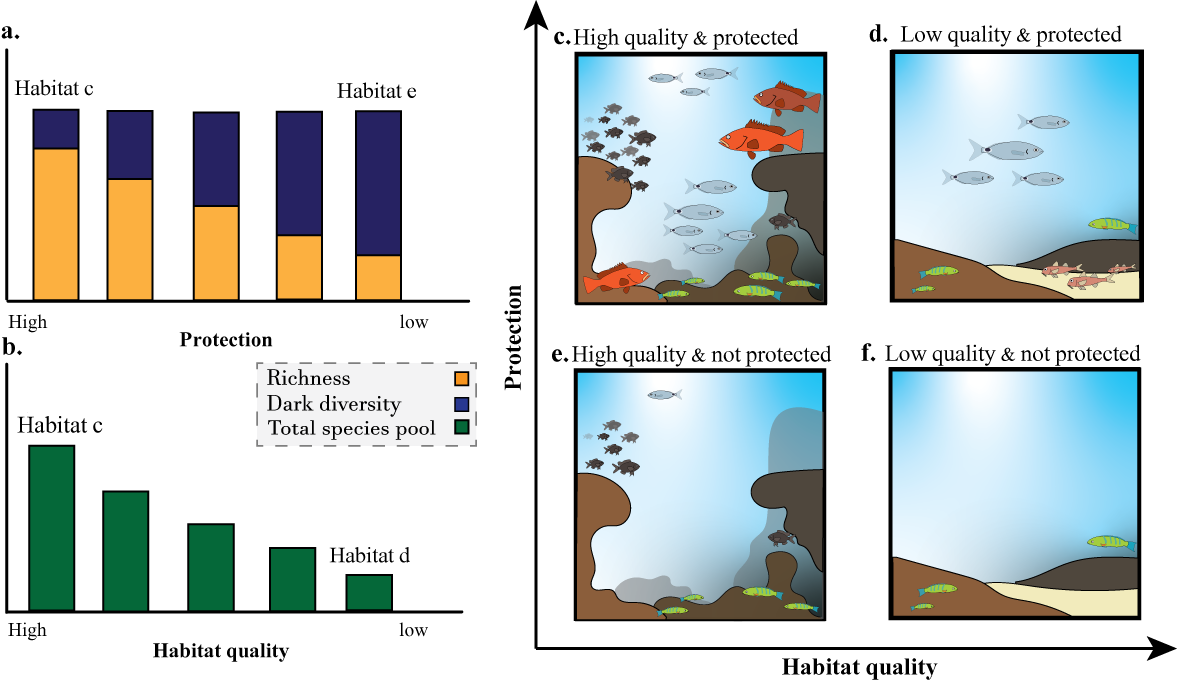 a.
Habitat c
Habitat e
High
low
Protection
b.
Richness
Dark diversity
Total species pool
Habitat c
Habitat d
High
low
Habitat quality
Protection
c. High quality & protected
d. Low quality & protected
e. High quality & not protected
f. Low quality & not protected
Habitat quality